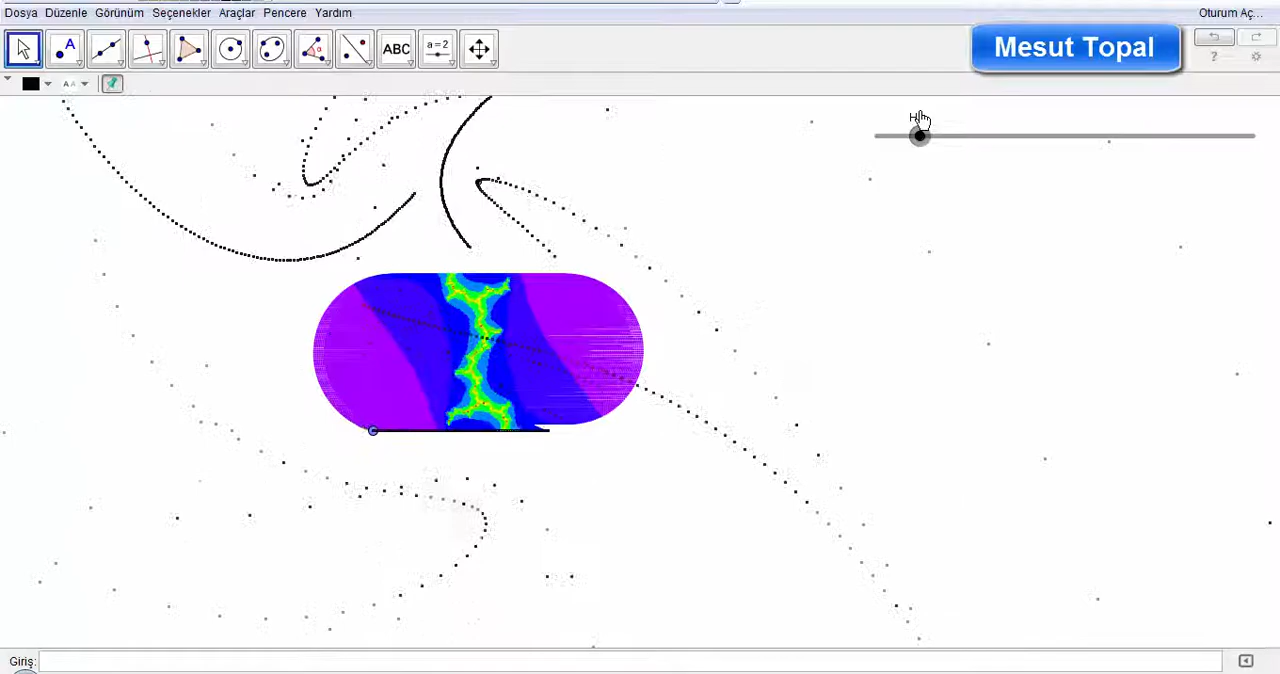 Dosya Düzenle Görünüm Seçenekler Araçlar Pencere Yardım
Oturum Aç...
A
ABC
a=2
Mesut Topal
?
A A
Giriş: